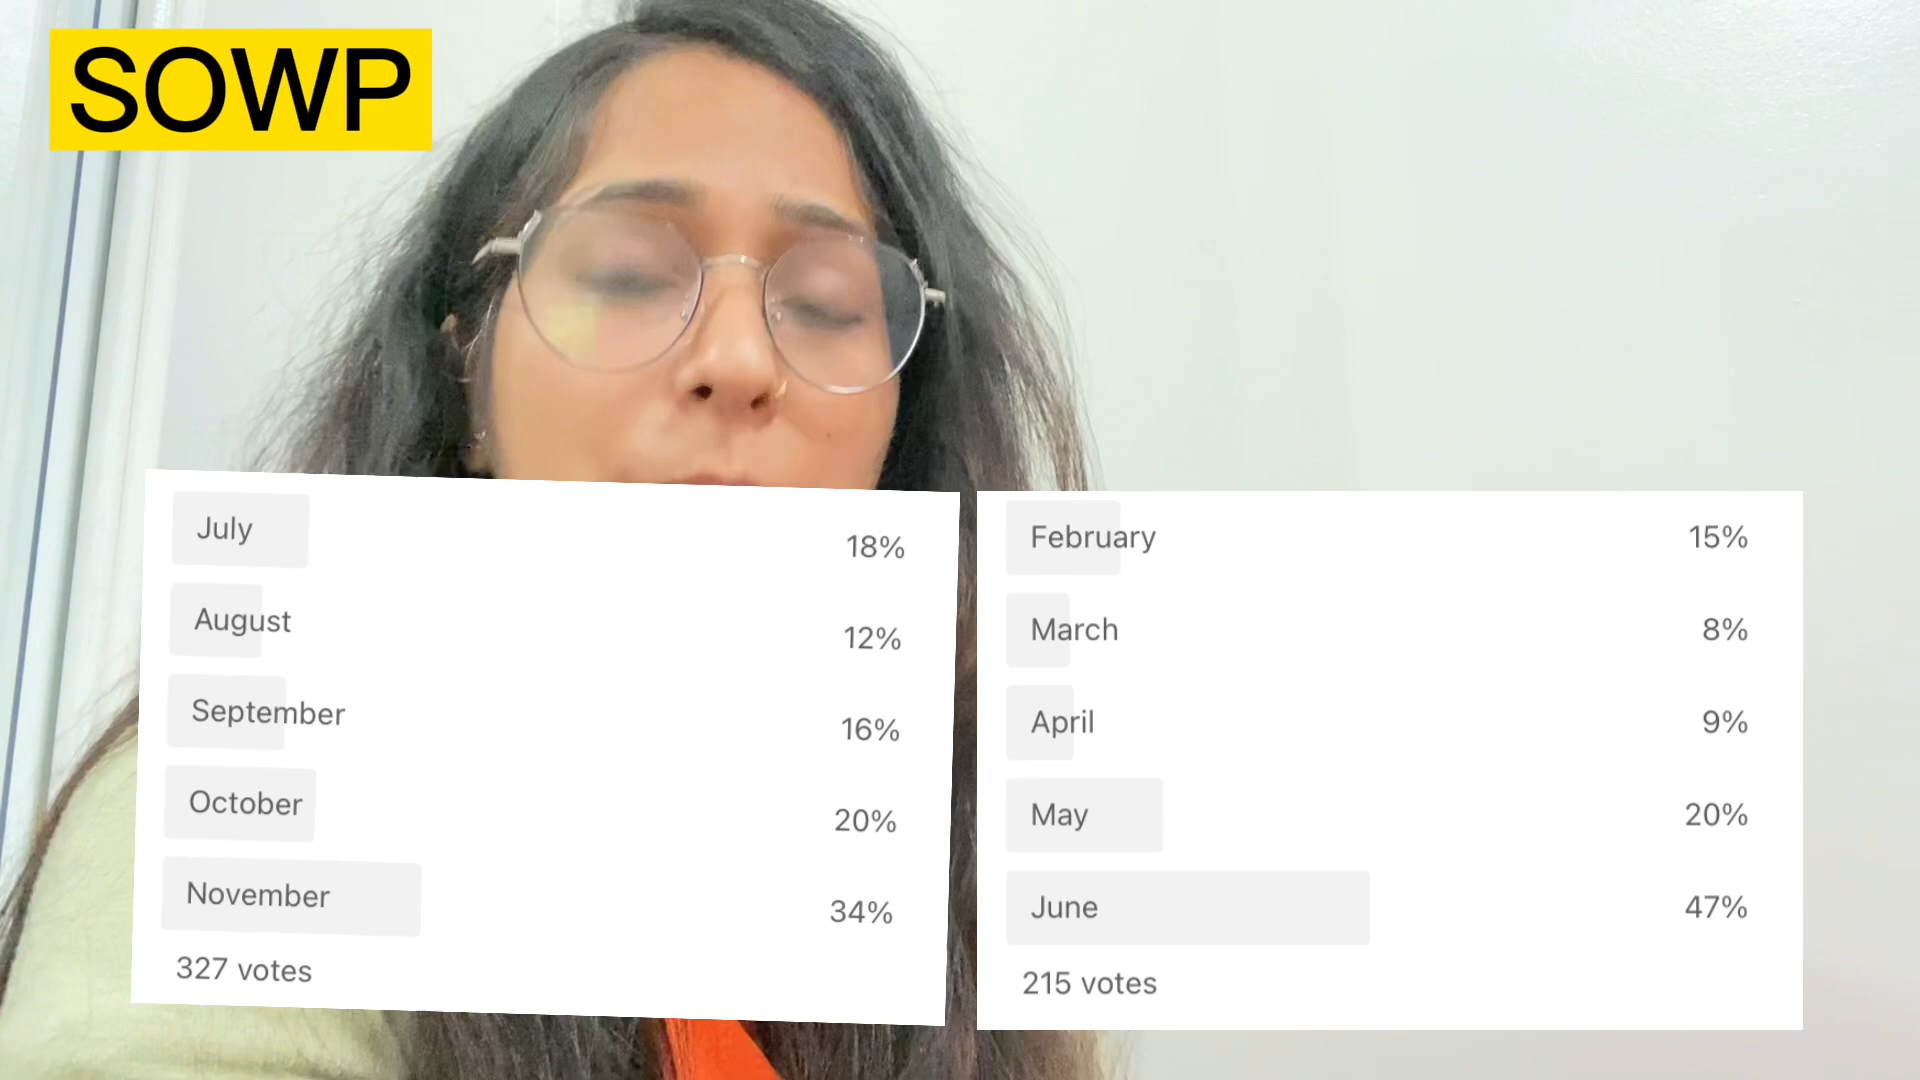 SOWP
July 18%
August 12%
September 16%
October 20%
November 34%
327 votes
February 15%
March 8%
April 9%
May 20%
June 47%
215 votes